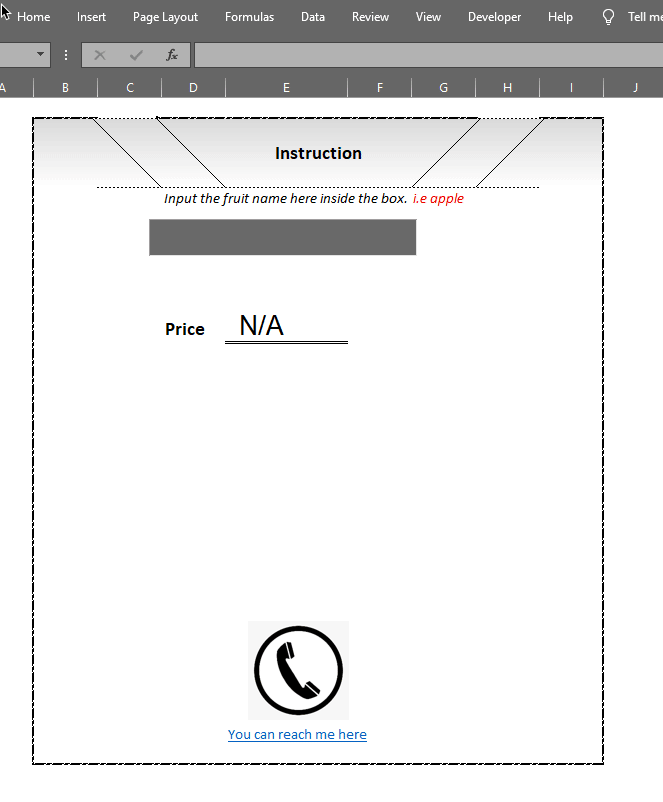 Home Insert Page Layout Formulas Data Review View Developer Help Tell me
fx
A B C D E F G H I J
Instruction
Input the fruit name here inside the box. i.e apple
Price N/A
You can reach me here